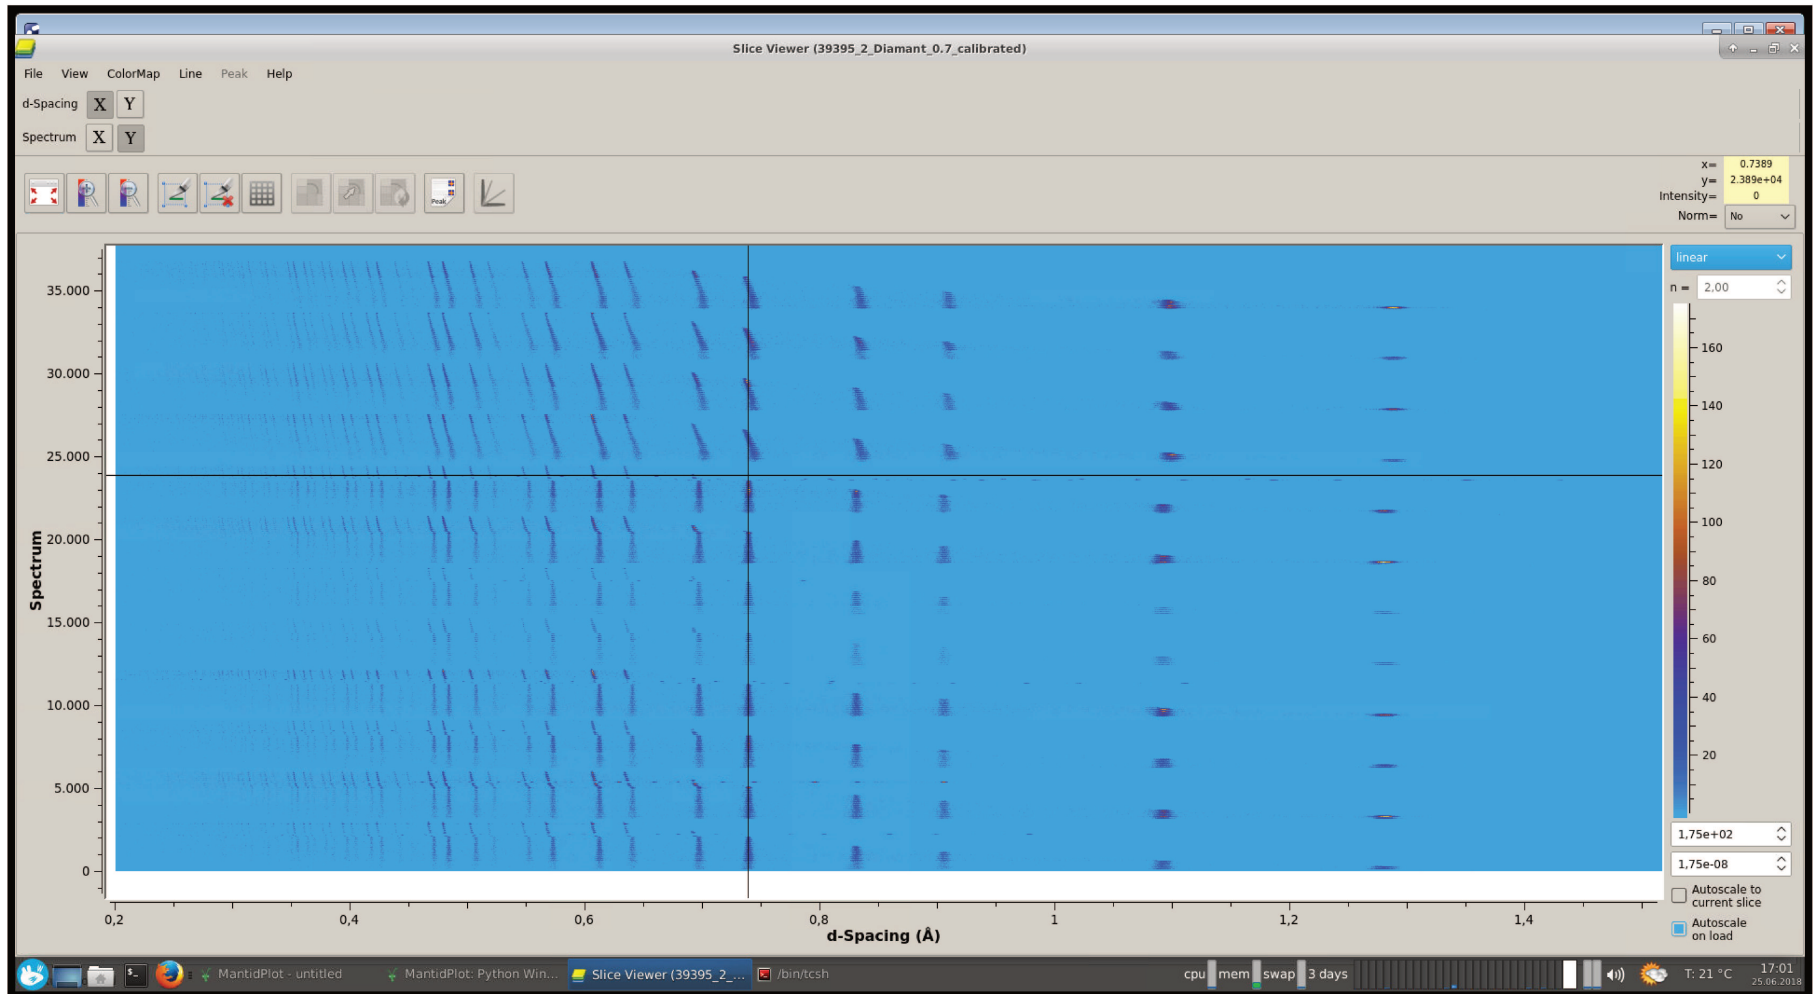 Slice Viewer (39395_2_Diamant_0.7_calibrated)
File View ColorMap Line Peak Help
d-Spacing X Y
Spectrum X Y
x= 0.7389
y= 2.389e+04
Intensity= 0
Norm= No
Peak
linear
n = 2,00
35.000
30.000
25.000
20.000
15.000
10.000
5.000
0
Spectrum
0,2 0,4 0,6 0,8 1 1,2 1,4
d-Spacing (Å)
160
140
120
100
80
60
40
20
1,75e+02
1,75e-08
Autoscale to
current slice
Autoscale
on load
MantidPlot - untitled MantidPlot: Python Win... Slice Viewer (39395_2_... /bin/tcsh cpu mem swap 3 days T: 21 °C 17:01
25.06.2018